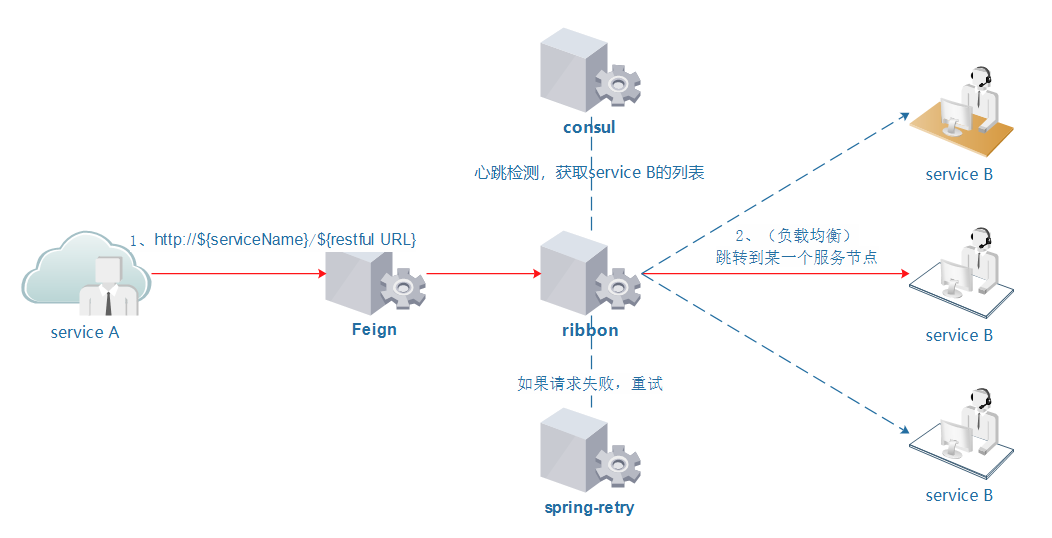 consul
心跳检测，获取service B的列表
service B
1、http://${serviceName}/${restful URL}
2、（负载均衡）
跳转到某一个服务节点
service A
Feign
ribbon
service B
如果请求失败，重试
spring-retry
service B